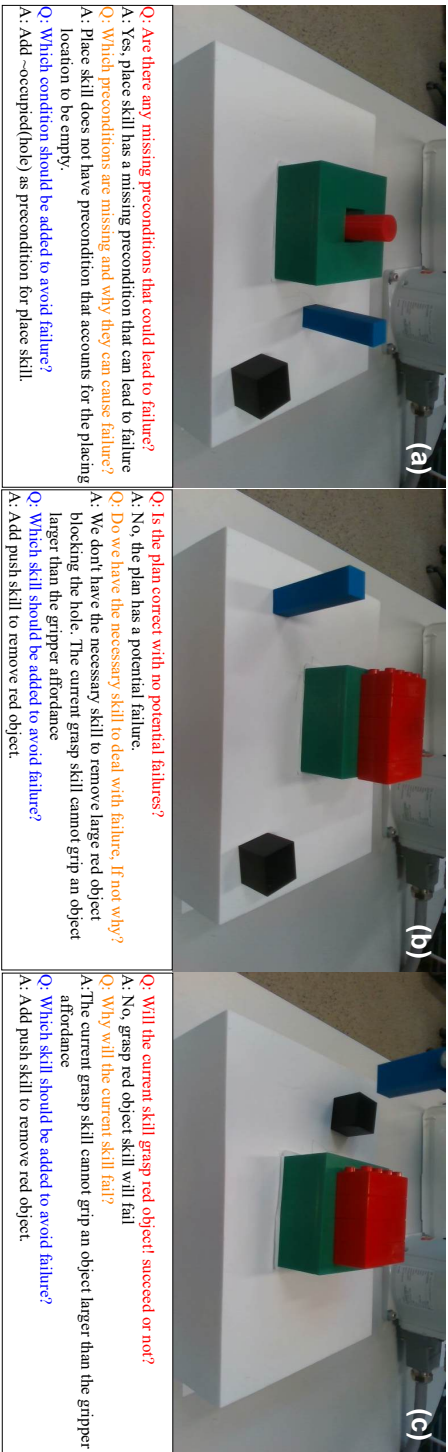 (a)
Q: Are there any missing preconditions that could lead to failure?
A: Yes, place skill has a missing precondition that can lead to failure
Q: Which preconditions are missing and why they can cause failure?
A: Place skill does not have precondition that accounts for the placing
location to be empty.
Q: Which condition should be added to avoid failure?
A: Add ~occupied(hole) as precondition for place skill.
(b)
Q: Is the plan correct with no potential failures?
A: No, the plan has a potential failure.
Q: Do we have the necessary skill to deal with failure, If not why?
A: We don't have the necessary skill to remove large red object
blocking the hole. The current grasp skill cannot grip an object
larger than the gripper affordance
Q: Which skill should be added to avoid failure?
A: Add push skill to remove red object.
(c)
Q: Will the current skill grasp red object! succeed or not?
A: No, grasp red object skill will fail
Q: Why will the current skill fail?
A:The current grasp skill cannot grip an object larger than the gripper
affordance
Q: Which skill should be added to avoid failure?
A: Add push skill to remove red object.